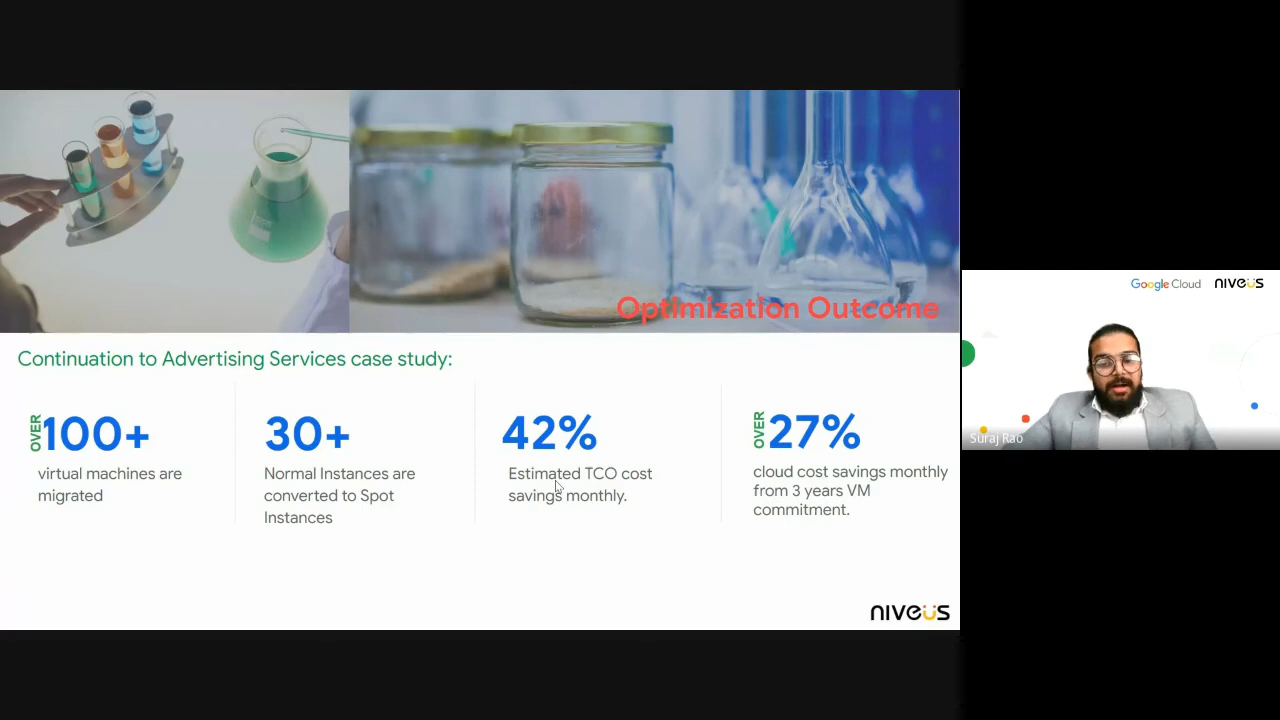 Optimization Outcome
Continuation to Advertising Services case study:
OVER
100+
virtual machines are
migrated
30+
Normal Instances are
converted to Spot
Instances
42%
Estimated TCO cost
savings monthly.
OVER
27%
cloud cost savings monthly
from 3 years VM
commitment.
niveus
Google Cloud niveus
Suraj Rao